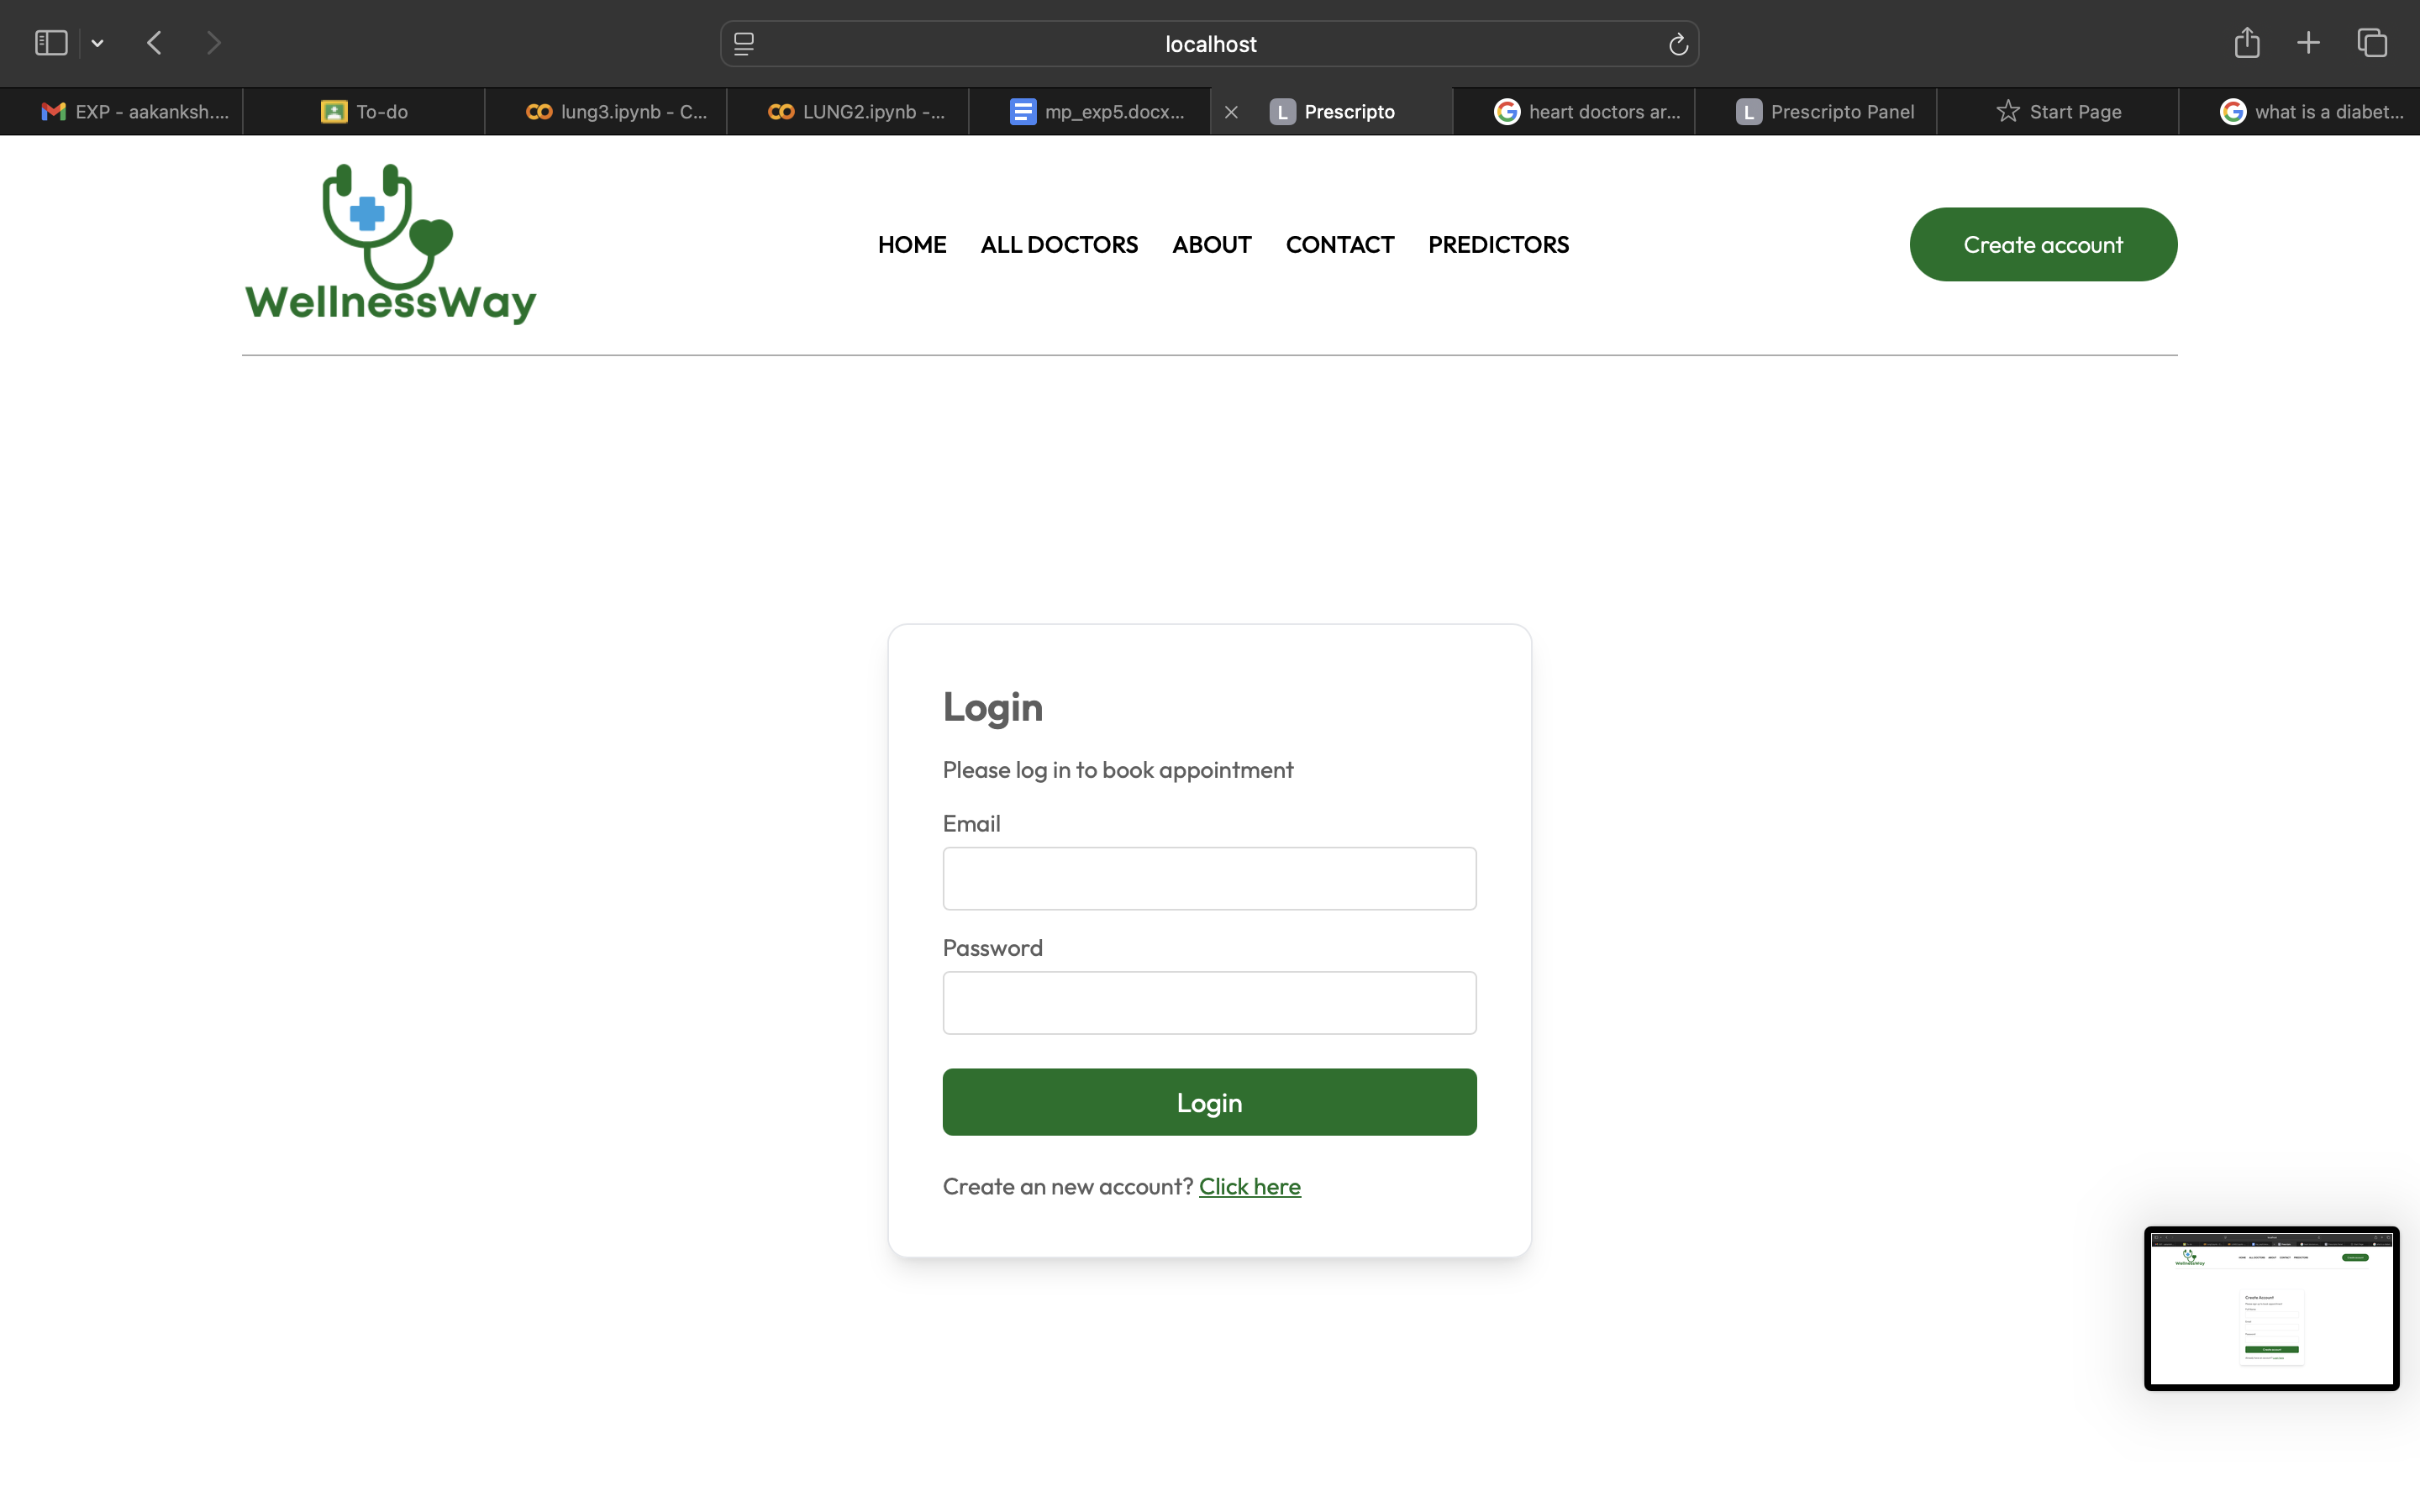 localhost
EXP - aakanksh....
To-do
lung3.ipynb - C...
LUNG2.ipynb -...
mp_exp5.docx...
L Prescripto
heart doctors ar...
L Prescripto Panel
Start Page
what is a diabet...
WellnessWay
HOME ALL DOCTORS ABOUT CONTACT PREDICTORS
Create account
Login
Please log in to book appointment
Email
Password
Login
Create an new account? Click here